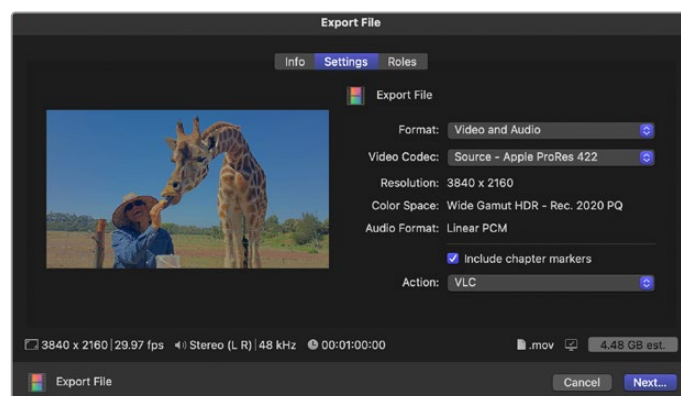 Export File
Info Settings Roles
Export File
Format: Video and Audio
Video Codec: Source - Apple ProRes 422
Resolution: 3840 x 2160
Color Space: Wide Gamut HDR - Rec. 2020 PQ
Audio Format: Linear PCM
Include chapter markers
Action: VLC
3840 x 2160 | 29.97 fps Stereo (L R) | 48 kHz 00:01:00:00 .mov 4.48 GB est.
Export File Cancel Next...